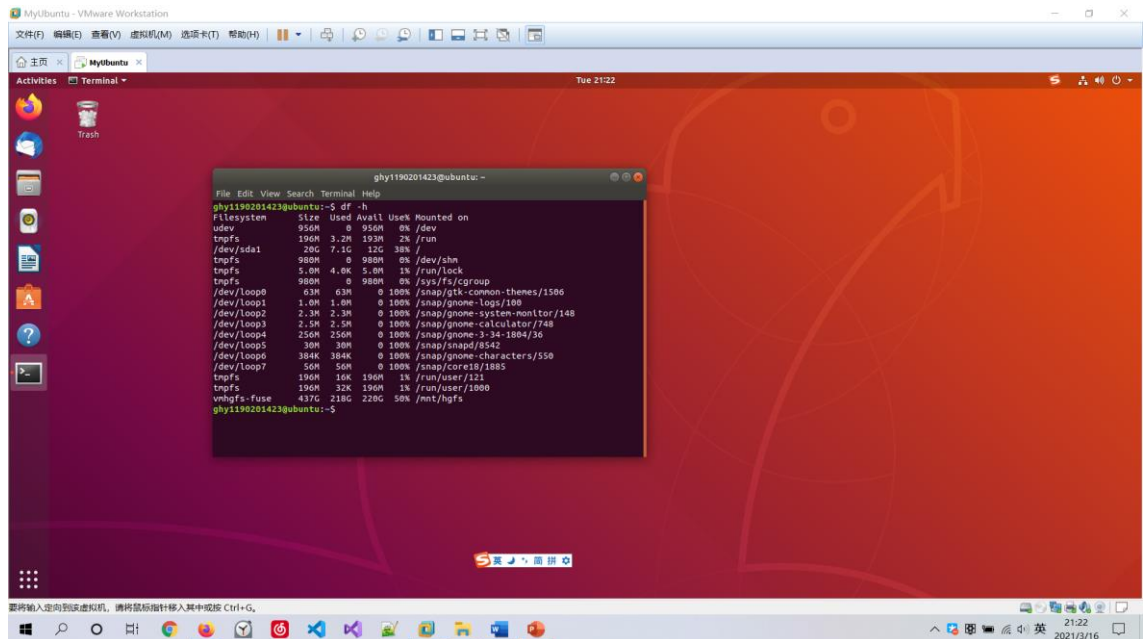 MyUbuntu - VMware Workstation
文件(F) 编辑(E) 查看(V) 虚拟机(M) 选项卡(T) 帮助(H)
主页 MyUbuntu
Activities Terminal Tue 21:22
Trash
ghy1190201423@ubuntu: ~
File Edit View Search Terminal Help
ghy1190201423@ubuntu:~$ df -h
Filesystem Size Used Avail Use% Mounted on
udev 956M 0 956M 0% /dev
tmpfs 196M 3.2M 193M 2% /run
/dev/sda1 20G 7.1G 12G 38% /
tmpfs 980M 0 980M 0% /dev/shm
tmpfs 5.0M 4.0K 5.0M 1% /run/lock
tmpfs 980M 0 980M 0% /sys/fs/cgroup
/dev/loop0 63M 63M 0 100% /snap/gtk-common-themes/1506
/dev/loop1 1.0M 1.0M 0 100% /snap/gnome-logs/100
/dev/loop2 2.3M 2.3M 0 100% /snap/gnome-system-monitor/148
/dev/loop3 2.5M 2.5M 0 100% /snap/gnome-calculator/748
/dev/loop4 256M 256M 0 100% /snap/gnome-3-34-1804/36
/dev/loop5 30M 30M 0 100% /snap/snapd/8542
/dev/loop6 384K 384K 0 100% /snap/gnome-characters/550
/dev/loop7 56M 56M 0 100% /snap/core18/1885
tmpfs 196M 16K 196M 1% /run/user/121
tmpfs 196M 32K 196M 1% /run/user/1000
vmhgfs-fuse 437G 218G 220G 50% /mnt/hgfs
ghy1190201423@ubuntu:~$
英 简 拼
要将输入定向到该虚拟机，请将鼠标指针移入其中或按 Ctrl+G。
英 21:22
2021/3/16